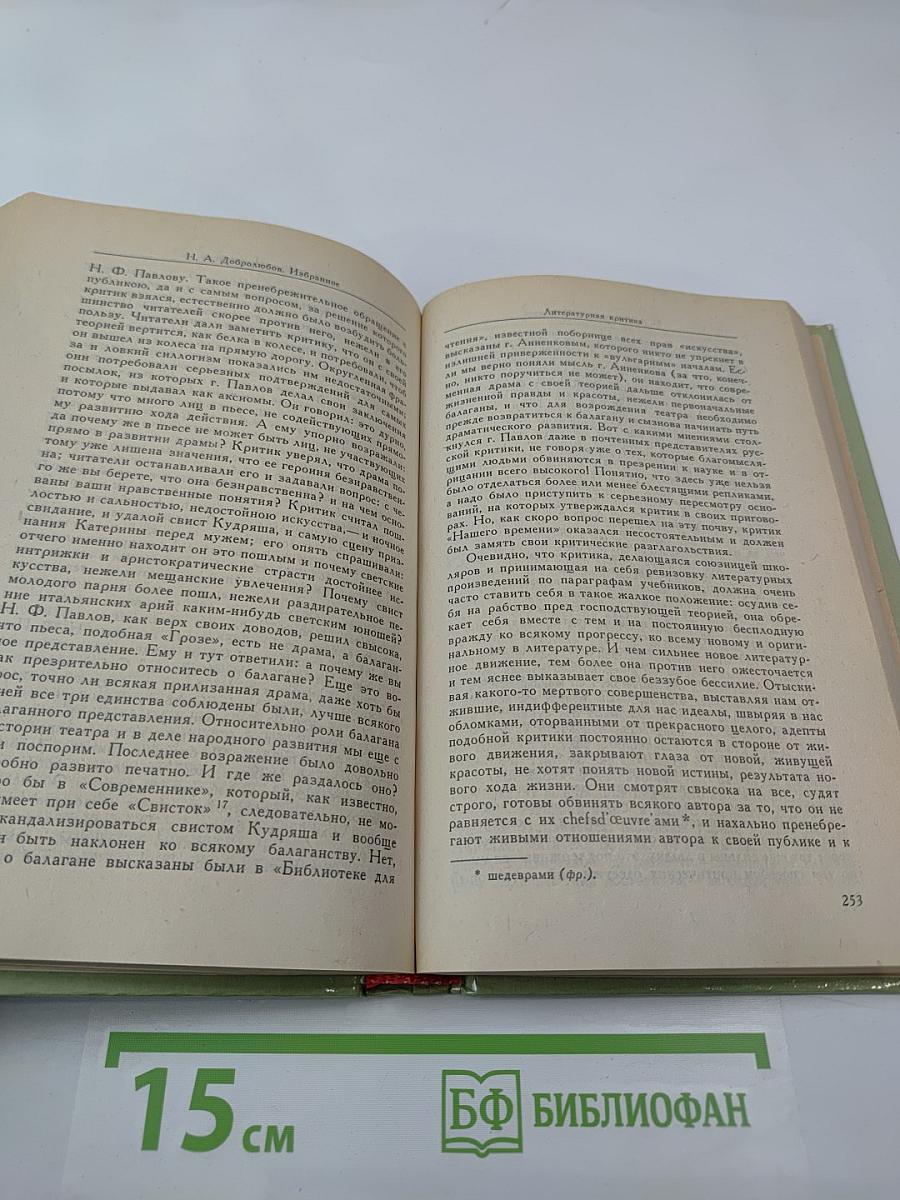 Н. А. Добролюбов. Избранное
Н. Ф. Павлову. Такое пренебрежительное обращение с
публикою, да и с самым вопросом, за решение которого
критик взялся, естественно должно было возбудить боль-
шинство читателей скорее против него, нежели в его
пользу. Читатели дали заметить критику, что он с своей
теорией вертится, как белка в колесе, и потребовали, чтоб
он вышел из колеса на прямую дорогу. Округленная фра-
за и ловкий силлогизм показались им недостаточными;
они потребовали серьезных подтверждений для самых
посылок, из которых г. Павлов делал свои заключения
и которые выдавал как аксиомы. Он говорил: это дурно,
потому что много лиц в пьесе, не содействующих прямо-
му развитию хода действия. А ему упорно возражали:
да почему же в пьесе не может быть лиц, не участвующих
прямо в развитии драмы? Критик уверял, что драма по-
тому уже лишена значения, что ее героиня безнравствен-
на; читатели останавливали его и задавали вопрос: с че-
го же вы берете, что она безнравственна? и на чем осно-
ваны ваши нравственные понятия? Критик считал пош-
лостью и сальностью, недостойною искусства,— и ночное
свидание, и удалой свист Кудряша, и самую сцену приз-
нания Катерины перед мужем; его опять спрашивали:
отчего именно находит он это пошлым и почему светские
интрижки и аристократические страсти достойнее ис-
кусства, нежели мещанские увлечения? Почему свист
молодого парня более пошл, нежели раздирательное пе-
ние итальянских арий каким-нибудь светским юношей?
Н. Ф. Павлов, как верх своих доводов, решил свысока,
что пьеса, подобная «Грозе», есть не драма, а балаган-
ное представление. Ему и тут ответили: а почему же вы
ак презрительно относитесь о балагане? Еще это во-
рос, точно ли всякая прилизанная драма, даже хоть бы
ней все три единства соблюдены были, лучше всякого
лаганного представления. Относительно роли балагана
стории театра и в деле народного развития мы еще с
и поспорим. Последнее возражение было довольно
робно развито печатно. И где же раздалось оно?
о бы в «Современнике», который, как известно,
меет при себе «Свисток»17, следовательно, не мо-
кандализироваться свистом Кудряша и вообще
н быть наклонен ко всякому балаганству. Нет,
о балагане высказаны были в «Библиотеке для
Литературная критика
чтения», известной поборнице всех прав «искусства»,
высказаны г. Анненковым, которого никто не упрекнет в
излишней приверженности к «вульгарным» началам. Ес-
ли мы верно поняли мысль г. Анненкова (за что, конеч-
но, никто поручиться не может), он находит, что совре-
менная драма с своей теорией дальше отклонилась от
жизненной правды и красоты, нежели первоначальные
балаганы, и что для возрождения театра необходимо
прежде возвратиться к балагану и сызнова начинать путь
драматического развития. Вот с какими мнениями стол-
кнулся г. Павлов даже в почтенных представителях рус-
ской критики, не говоря уже о тех, которые благомысля-
щими людьми обвиняются в презрении к науке и в от-
рицании всего высокого! Понятно, что здесь уже нельзя
было отделаться более или менее блестящими репликами,
а надо было приступить к серьезному пересмотру осно-
ваний, на которых утверждался критик в своих пригово-
рах. Но, как скоро вопрос перешел на эту почву, критик
«Нашего времени» оказался несостоятельным и должен
был замять свои критические разглагольствия.
Очевидно, что критика, делающаяся союзницей шко-
ляров и принимающая на себя ревизовку литературных
произведений по параграфам учебников, должна очень
часто ставить себя в такое жалкое положение: осудив се-
бя на рабство пред господствующей теорией, она обре-
кает себя вместе с тем и на постоянную бесплодную
вражду ко всякому прогрессу, ко всему новому и ориги-
нальному в литературе. И чем сильнее новое литератур-
ное движение, тем более она против него ожесточается
и тем яснее выказывает свое беззубое бессилие. Отыски-
вая какого-то мертвого совершенства, выставляя нам от-
жившие, индифферентные для нас идеалы, швыряя в нас
обломками, оторванными от прекрасного целого, адепты
подобной критики постоянно остаются в стороне от жи-
вого движения, закрывают глаза от новой, живущей
красоты, не хотят понять новой истины, результата но-
вого хода жизни. Они смотрят свысока на все, судят
строго, готовы обвинять всякого автора за то, что он не
равняется с их chefsd'œuvre'ами*, и нахально пренебре-
гают живыми отношениями автора к своей публике и к
* шедеврами (фр.).
253
15 см
БФ БИБЛИОФАН